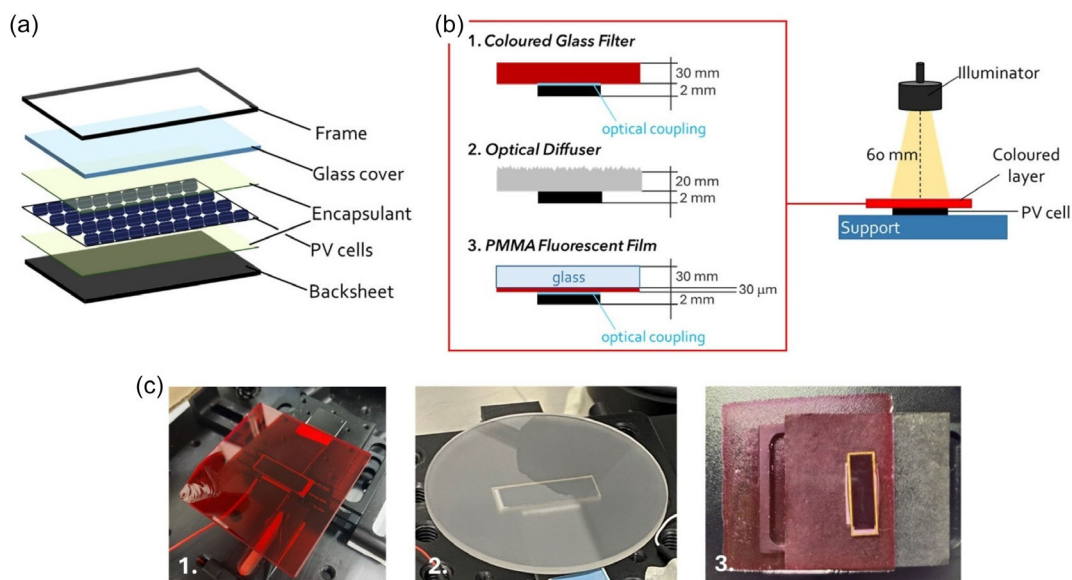 (a)
Frame
Glass cover
Encapsulant
PV cells
Backsheet
(b)
1. Coloured Glass Filter
30 mm
2 mm
optical coupling
2. Optical Diffuser
20 mm
2 mm
3. PMMA Fluorescent Film
glass
30 mm
2 mm
30 μm
optical coupling
Illuminator
60 mm
Coloured
layer
PV cell
Support
(c)
1.
2.
3.